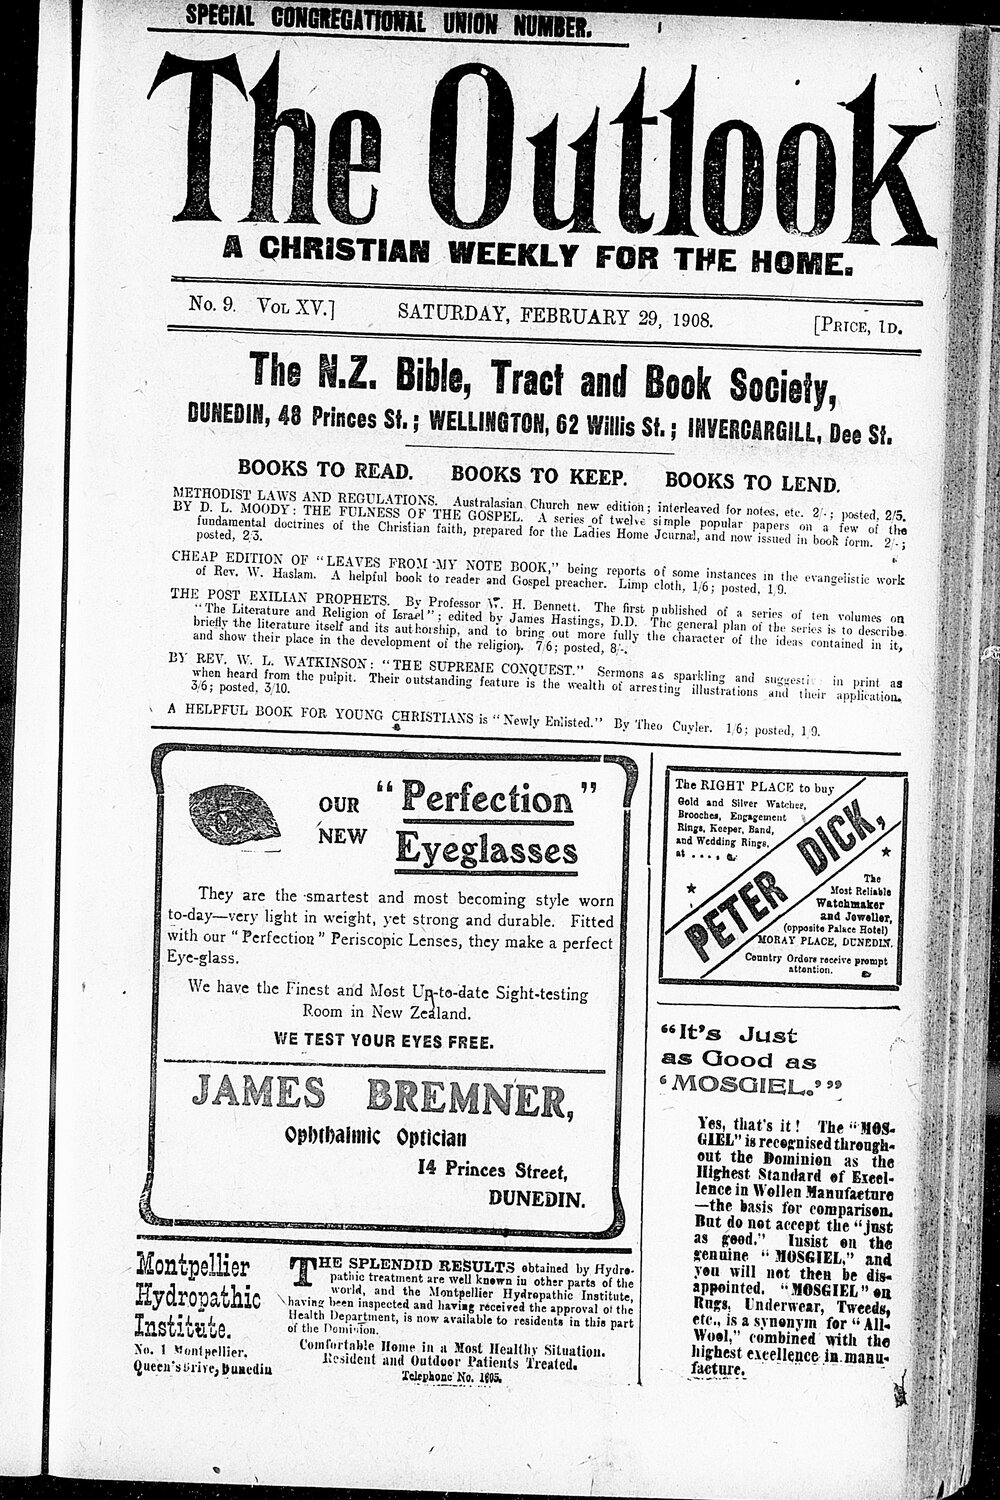 SPECIAL CONGREGATIONAL UNION NUMBER.
The Outlook
A CHRISTIAN WEEKLY FOR THE HOME.
No. 9. VOL XV.] SATURDAY, FEBRUARY 29, 1908. [PRICE, 1D.
The N.Z. Bible, Tract and Book Society,
DUNEDIN, 48 Princes St.; WELLINGTON, 62 Willis St.; INVERCARGILL, Dee St.
BOOKS TO READ. BOOKS TO KEEP. BOOKS TO LEND.
METHODIST LAWS AND REGULATIONS. Australasian Church new edition; interleaved for notes, etc. 2/-; posted, 2/5.
BY D. L. MOODY: THE FULNESS OF THE GOSPEL. A series of twelve simple popular papers on a few of the
fundamental doctrines of the Christian faith, prepared for the Ladies Home Journal, and now issued in book form. 2/-;
posted, 2/3.
CHEAP EDITION OF "LEAVES FROM MY NOTE BOOK," being reports of some instances in the evangelistic work
of Rev. W. Haslam. A helpful book to reader and Gospel preacher. Limp cloth, 1/6; posted, 1/9.
THE POST EXILIAN PROPHETS. By Professor W. H. Bennett. The first published of a series of ten volumes on
"The Literature and Religion of Israel"; edited by James Hastings, D.D. The general plan of the series is to describe
briefly the literature itself and its authorship, and to bring out more fully the character of the ideas contained in it,
and show their place in the development of the religion. 7/6; posted, 8/-.
BY REV. W. L. WATKINSON: "THE SUPREME CONQUEST." Sermons as sparkling and suggestiv in print as
when heard from the pulpit. Their outstanding feature is the wealth of arresting illustrations and their application.
3/6; posted, 3/10.
A HELPFUL BOOK FOR YOUNG CHRISTIANS is "Newly Enlisted." By Theo Cuyler. 1/6; posted, 1/9.
OUR NEW "Perfection"
Eyeglasses
They are the smartest and most becoming style worn
to-day—very light in weight, yet strong and durable. Fitted
with our "Perfection" Periscopic Lenses, they make a perfect
Eye-glass.
We have the Finest and Most Up-to-date Sight-testing
Room in New Zealand.
WE TEST YOUR EYES FREE.
JAMES BREMNER,
Ophthalmic Optician
14 Princes Street,
DUNEDIN.
The RIGHT PLACE to buy
Gold and Silver Watches,
Brooches, Engagement
Rings, Keeper, Band,
and Wedding Rings,
at ....,
PETER DICK,
The
Most Reliable
Watchmaker
and Jeweller,
(opposite Palace Hotel)
MORAY PLACE, DUNEDIN.
Country Orders receive prompt
attention.
"It's Just
as Good as
'MOSGIEL.'"
Yes, that's it! The "MOS-
GIEL" is recognised through-
out the Dominion as the
Highest Standard of Excel-
lence in Wollen Manufacture
—the basis for comparison.
But do not accept the "just
as good." Insist on the
genuine "MOSGIEL," and
you will not then be dis-
appointed. "MOSGIEL" on
Rugs, Underwear, Tweeds,
etc., is a synonym for "All-
Wool," combined with the
highest excellence in manu-
facture.
Montpellier
Hydropathic
Institute.
No. 1 Montpellier.
Queen's Drive, Dunedin
THE SPLENDID RESULTS obtained by Hydro-
pathic treatment are well known in other parts of the
world, and the Montpellier Hydropathic Institute,
having been inspected and having received the approval of the
Health Department, is now available to residents in this part
of the Dominion.
Comfortable Home in a Most Healthy Situation.
Resident and Outdoor Patients Treated.
Telephone No. 1605.